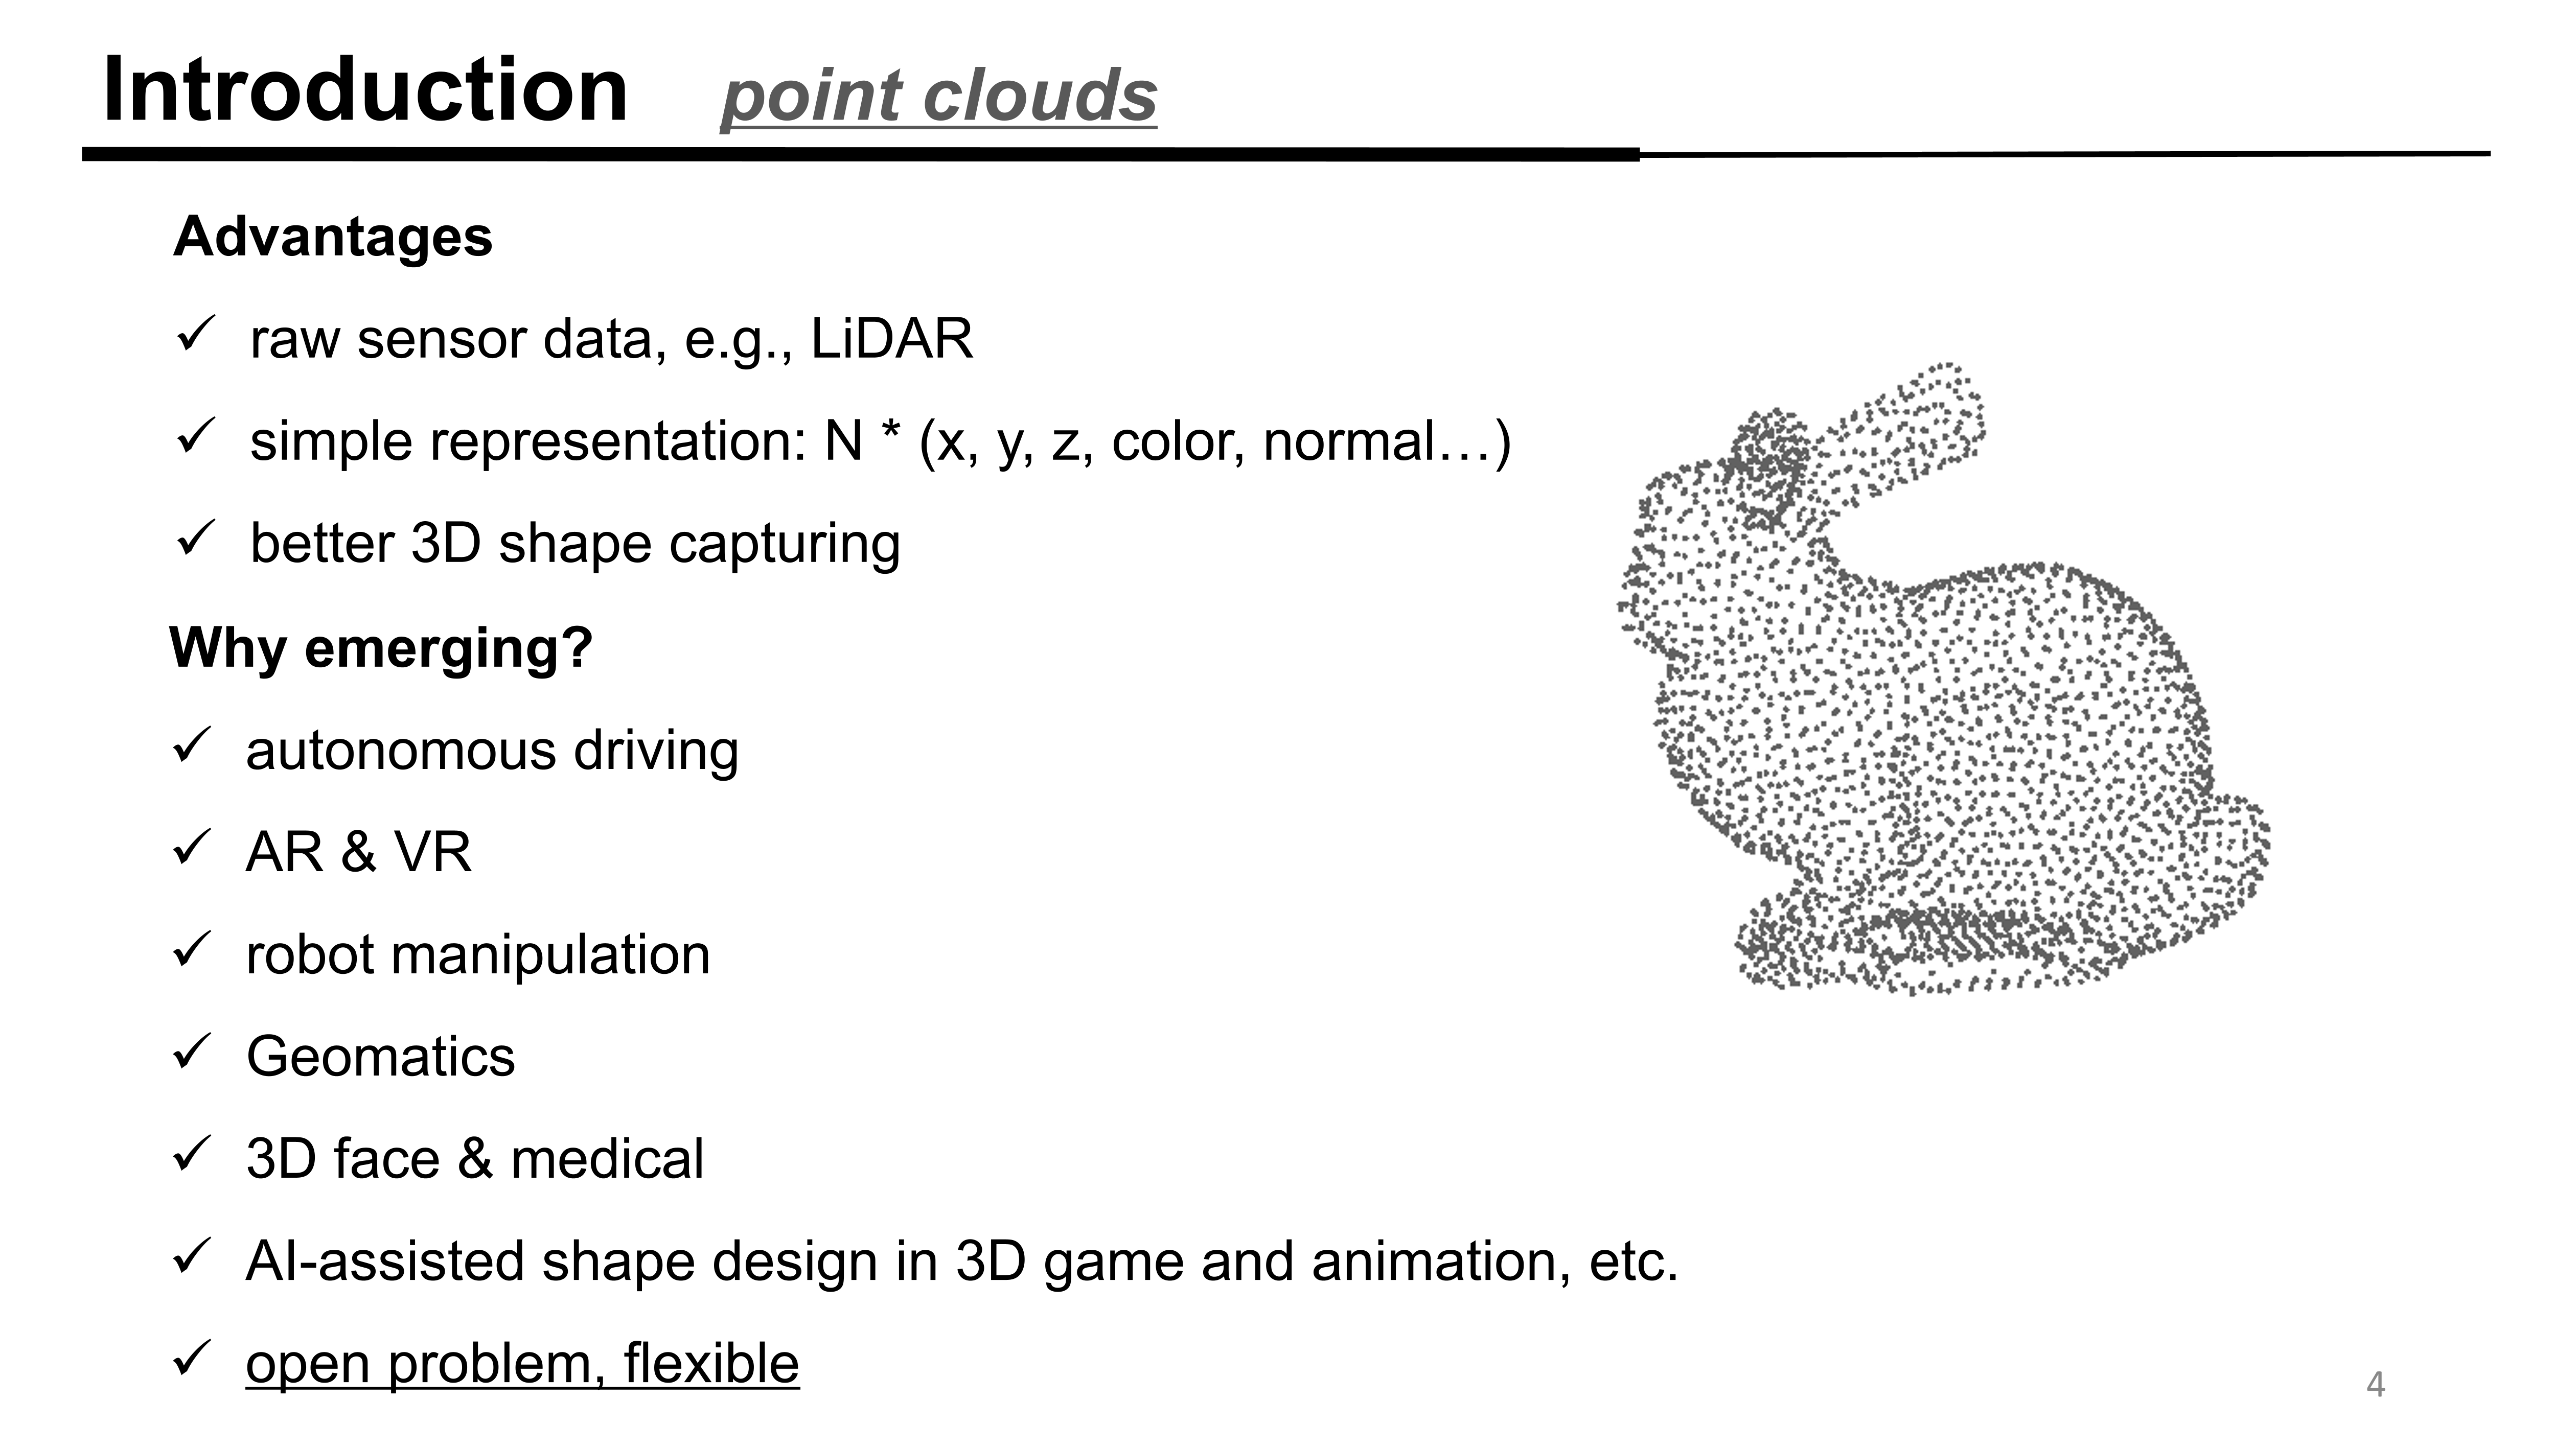 Introduction point clouds
Advantages
✓ raw sensor data, e.g., LiDAR
✓ simple representation: N * (x, y, z, color, normal…)
✓ better 3D shape capturing
Why emerging?
✓ autonomous driving
✓ AR & VR
✓ robot manipulation
✓ Geomatics
✓ 3D face & medical
✓ AI-assisted shape design in 3D game and animation, etc.
✓ open problem, flexible
4